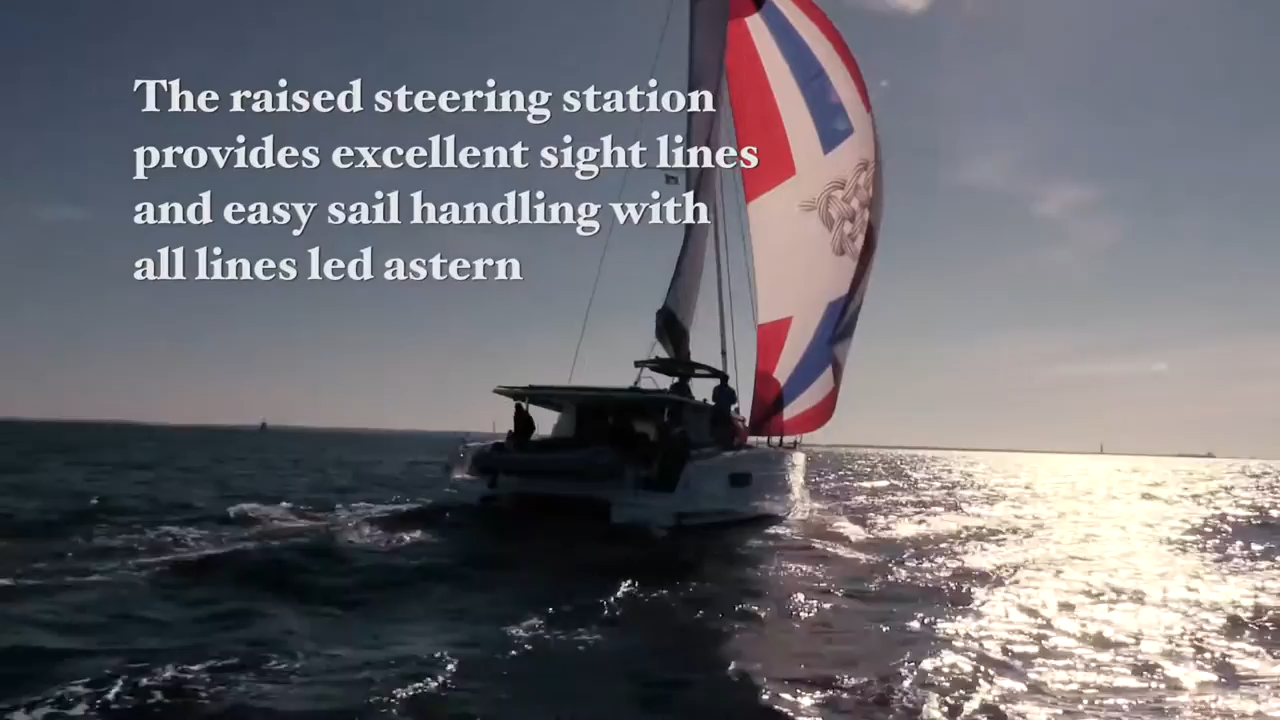 The raised steering station
provides excellent sight lines
and easy sail handling with
all lines led astern